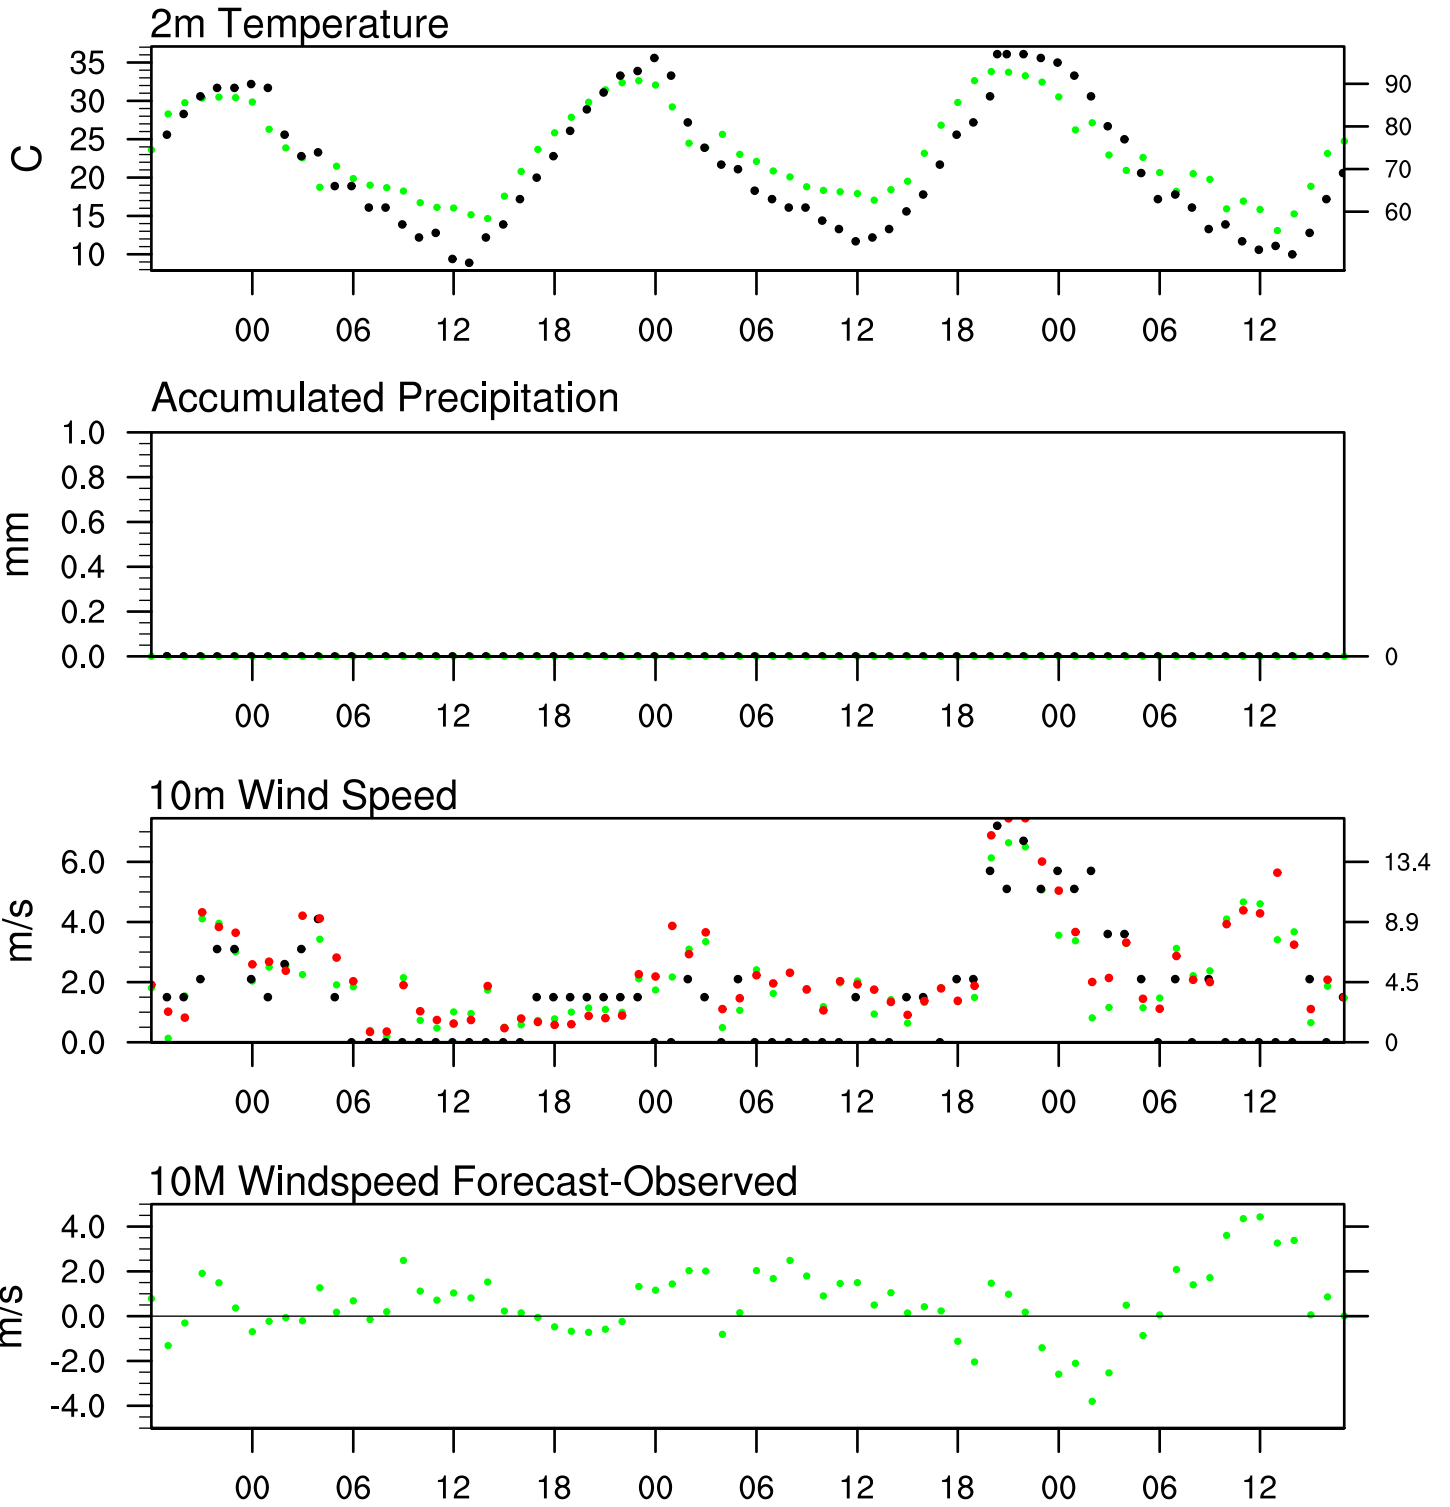 2m Temperature
35
30
25
20
15
10
C
90
80
70
60
00 06 12 18 00 06 12 18 00 06 12
Accumulated Precipitation
1.0
0.8
0.6
0.4
0.2
0.0
mm
0
00 06 12 18 00 06 12 18 00 06 12
10m Wind Speed
6.0
4.0
2.0
0.0
m/s
13.4
8.9
4.5
0
00 06 12 18 00 06 12 18 00 06 12
10M Windspeed Forecast-Observed
4.0
2.0
0.0
-2.0
-4.0
m/s
00 06 12 18 00 06 12 18 00 06 12